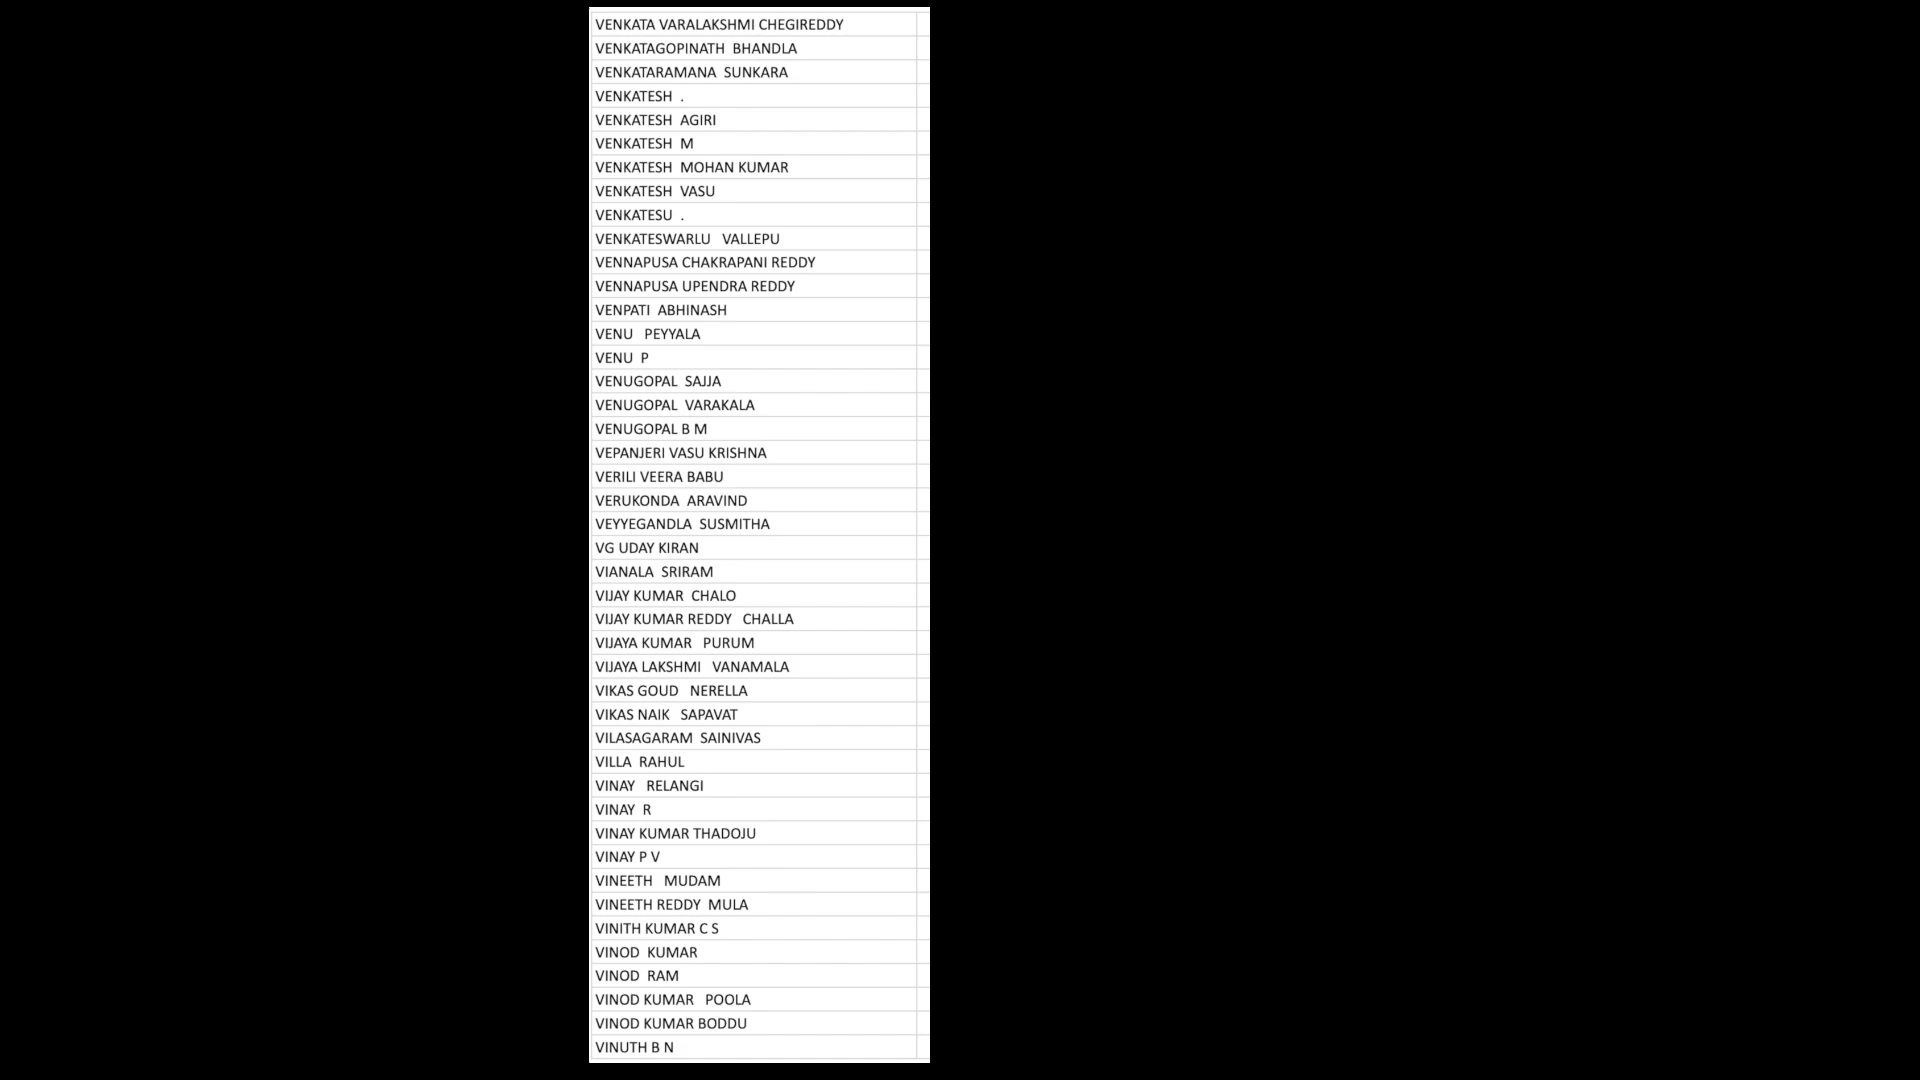 VENKATA VARALAKSHMI CHEGIREDDY
VENKATAGOPINATH  BHANDLA
VENKATARAMANA  SUNKARA
VENKATESH  .
VENKATESH  AGIRI
VENKATESH  M
VENKATESH  MOHAN KUMAR
VENKATESH  VASU
VENKATESU  .
VENKATESWARLU   VALLEPU
VENNAPUSA CHAKRAPANI REDDY
VENNAPUSA UPENDRA REDDY
VENPATI  ABHINASH
VENU   PEYYALA
VENU  P
VENUGOPAL  SAJJA
VENUGOPAL  VARAKALA
VENUGOPAL B M
VEPANJERI VASU KRISHNA
VERILI VEERA BABU
VERUKONDA  ARAVIND
VEYYEGANDLA  SUSMITHA
VG UDAY KIRAN
VIANALA  SRIRAM
VIJAY KUMAR  CHALO
VIJAY KUMAR REDDY   CHALLA
VIJAYA KUMAR   PURUM
VIJAYA LAKSHMI   VANAMALA
VIKAS GOUD   NERELLA
VIKAS NAIK   SAPAVAT
VILASAGARAM  SAINIVAS
VILLA  RAHUL
VINAY   RELANGI
VINAY  R
VINAY KUMAR THADOJU
VINAY P V
VINEETH   MUDAM
VINEETH REDDY  MULA
VINITH KUMAR C S
VINOD  KUMAR
VINOD  RAM
VINOD KUMAR   POOLA
VINOD KUMAR BODDU
VINUTH B N